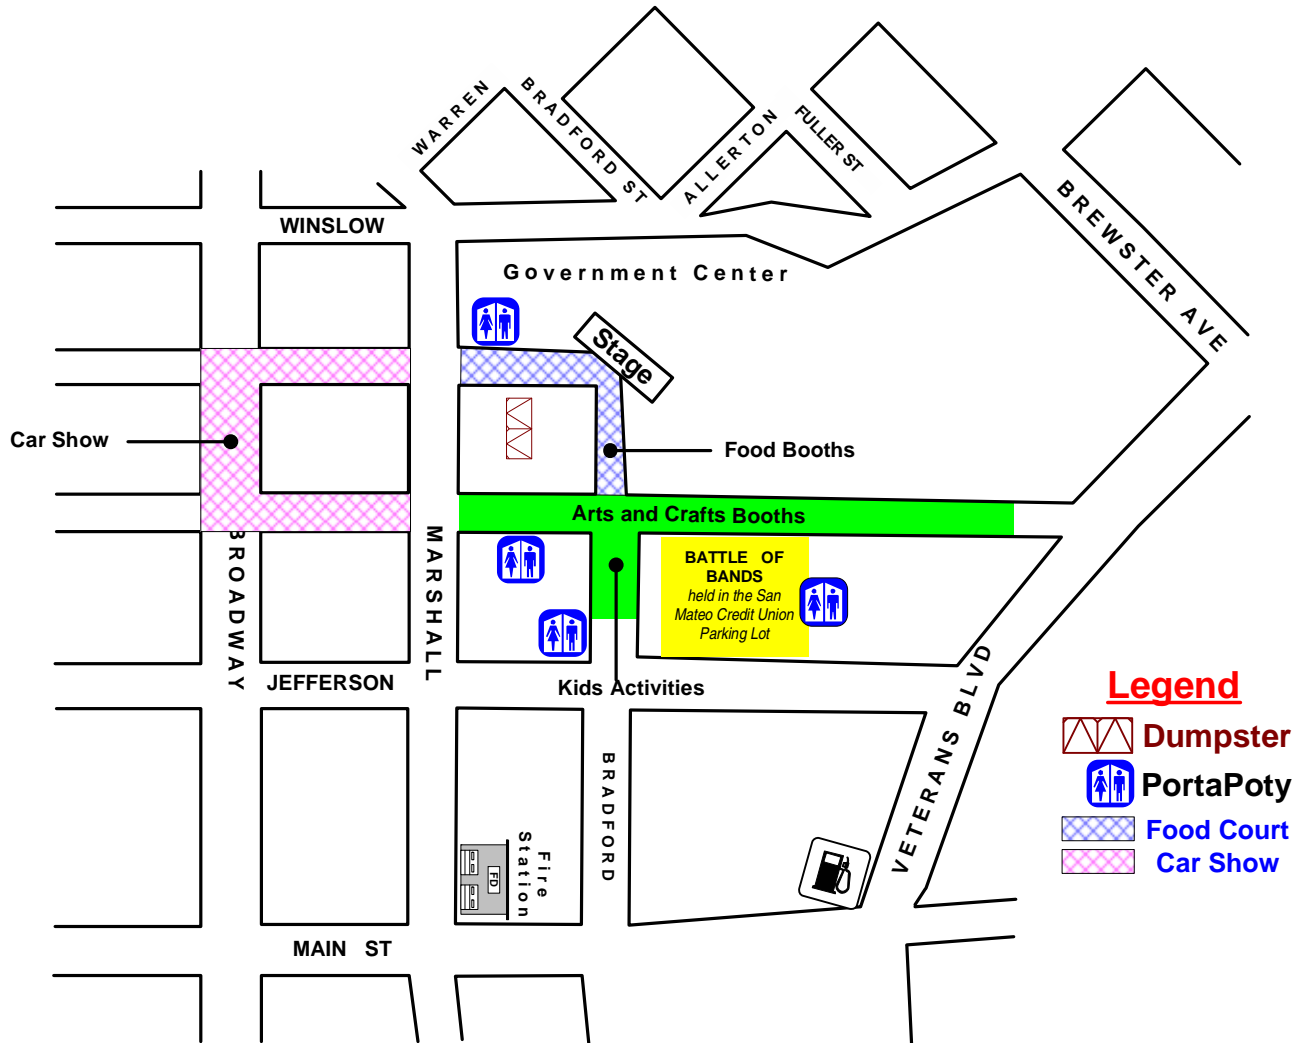 WARREN
BRADFORD ST
ALLERTON
FULLER ST
BREWSTER AVE
WINSLOW
Government Center
Stage
Car Show
Food Booths
Arts and Crafts Booths
BROADWAY
MARSHALL
BATTLE OF
BANDS
held in the San
Mateo Credit Union
Parking Lot
JEFFERSON
Kids Activities
VETERANS BLVD
BRADFORD
Fire
Station
FD
MAIN ST
Legend
Dumpster
PortaPoty
Food Court
Car Show